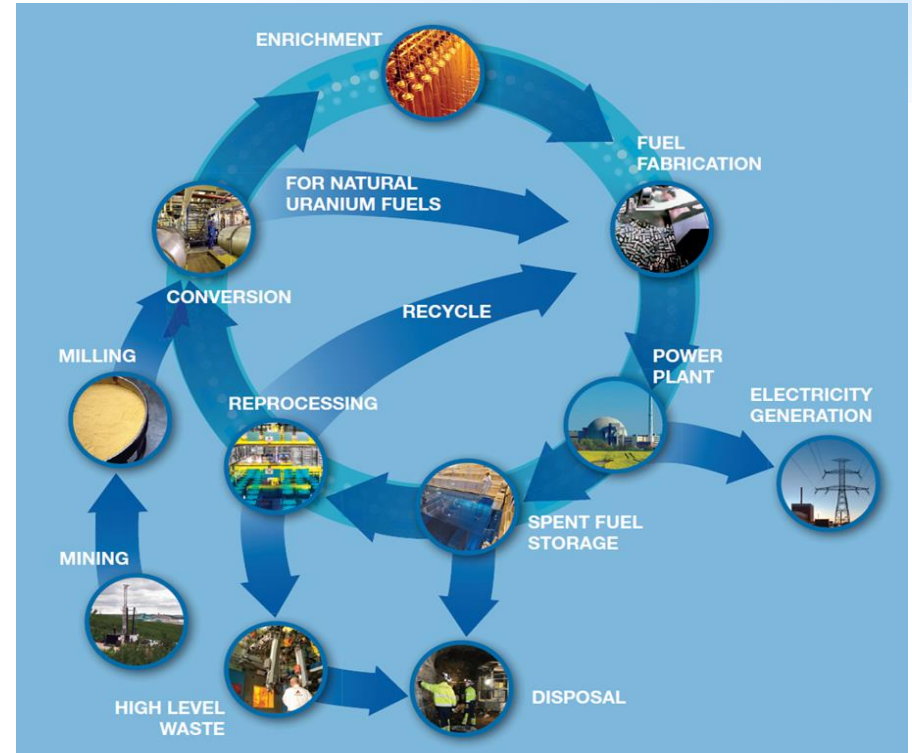 ENRICHMENT
FUEL
FABRICATION
FOR NATURAL
URANIUM FUELS
CONVERSION
RECYCLE
MILLING
POWER
PLANT
REPROCESSING
ELECTRICITY
GENERATION
SPENT FUEL
STORAGE
MINING
HIGH LEVEL
WASTE
DISPOSAL